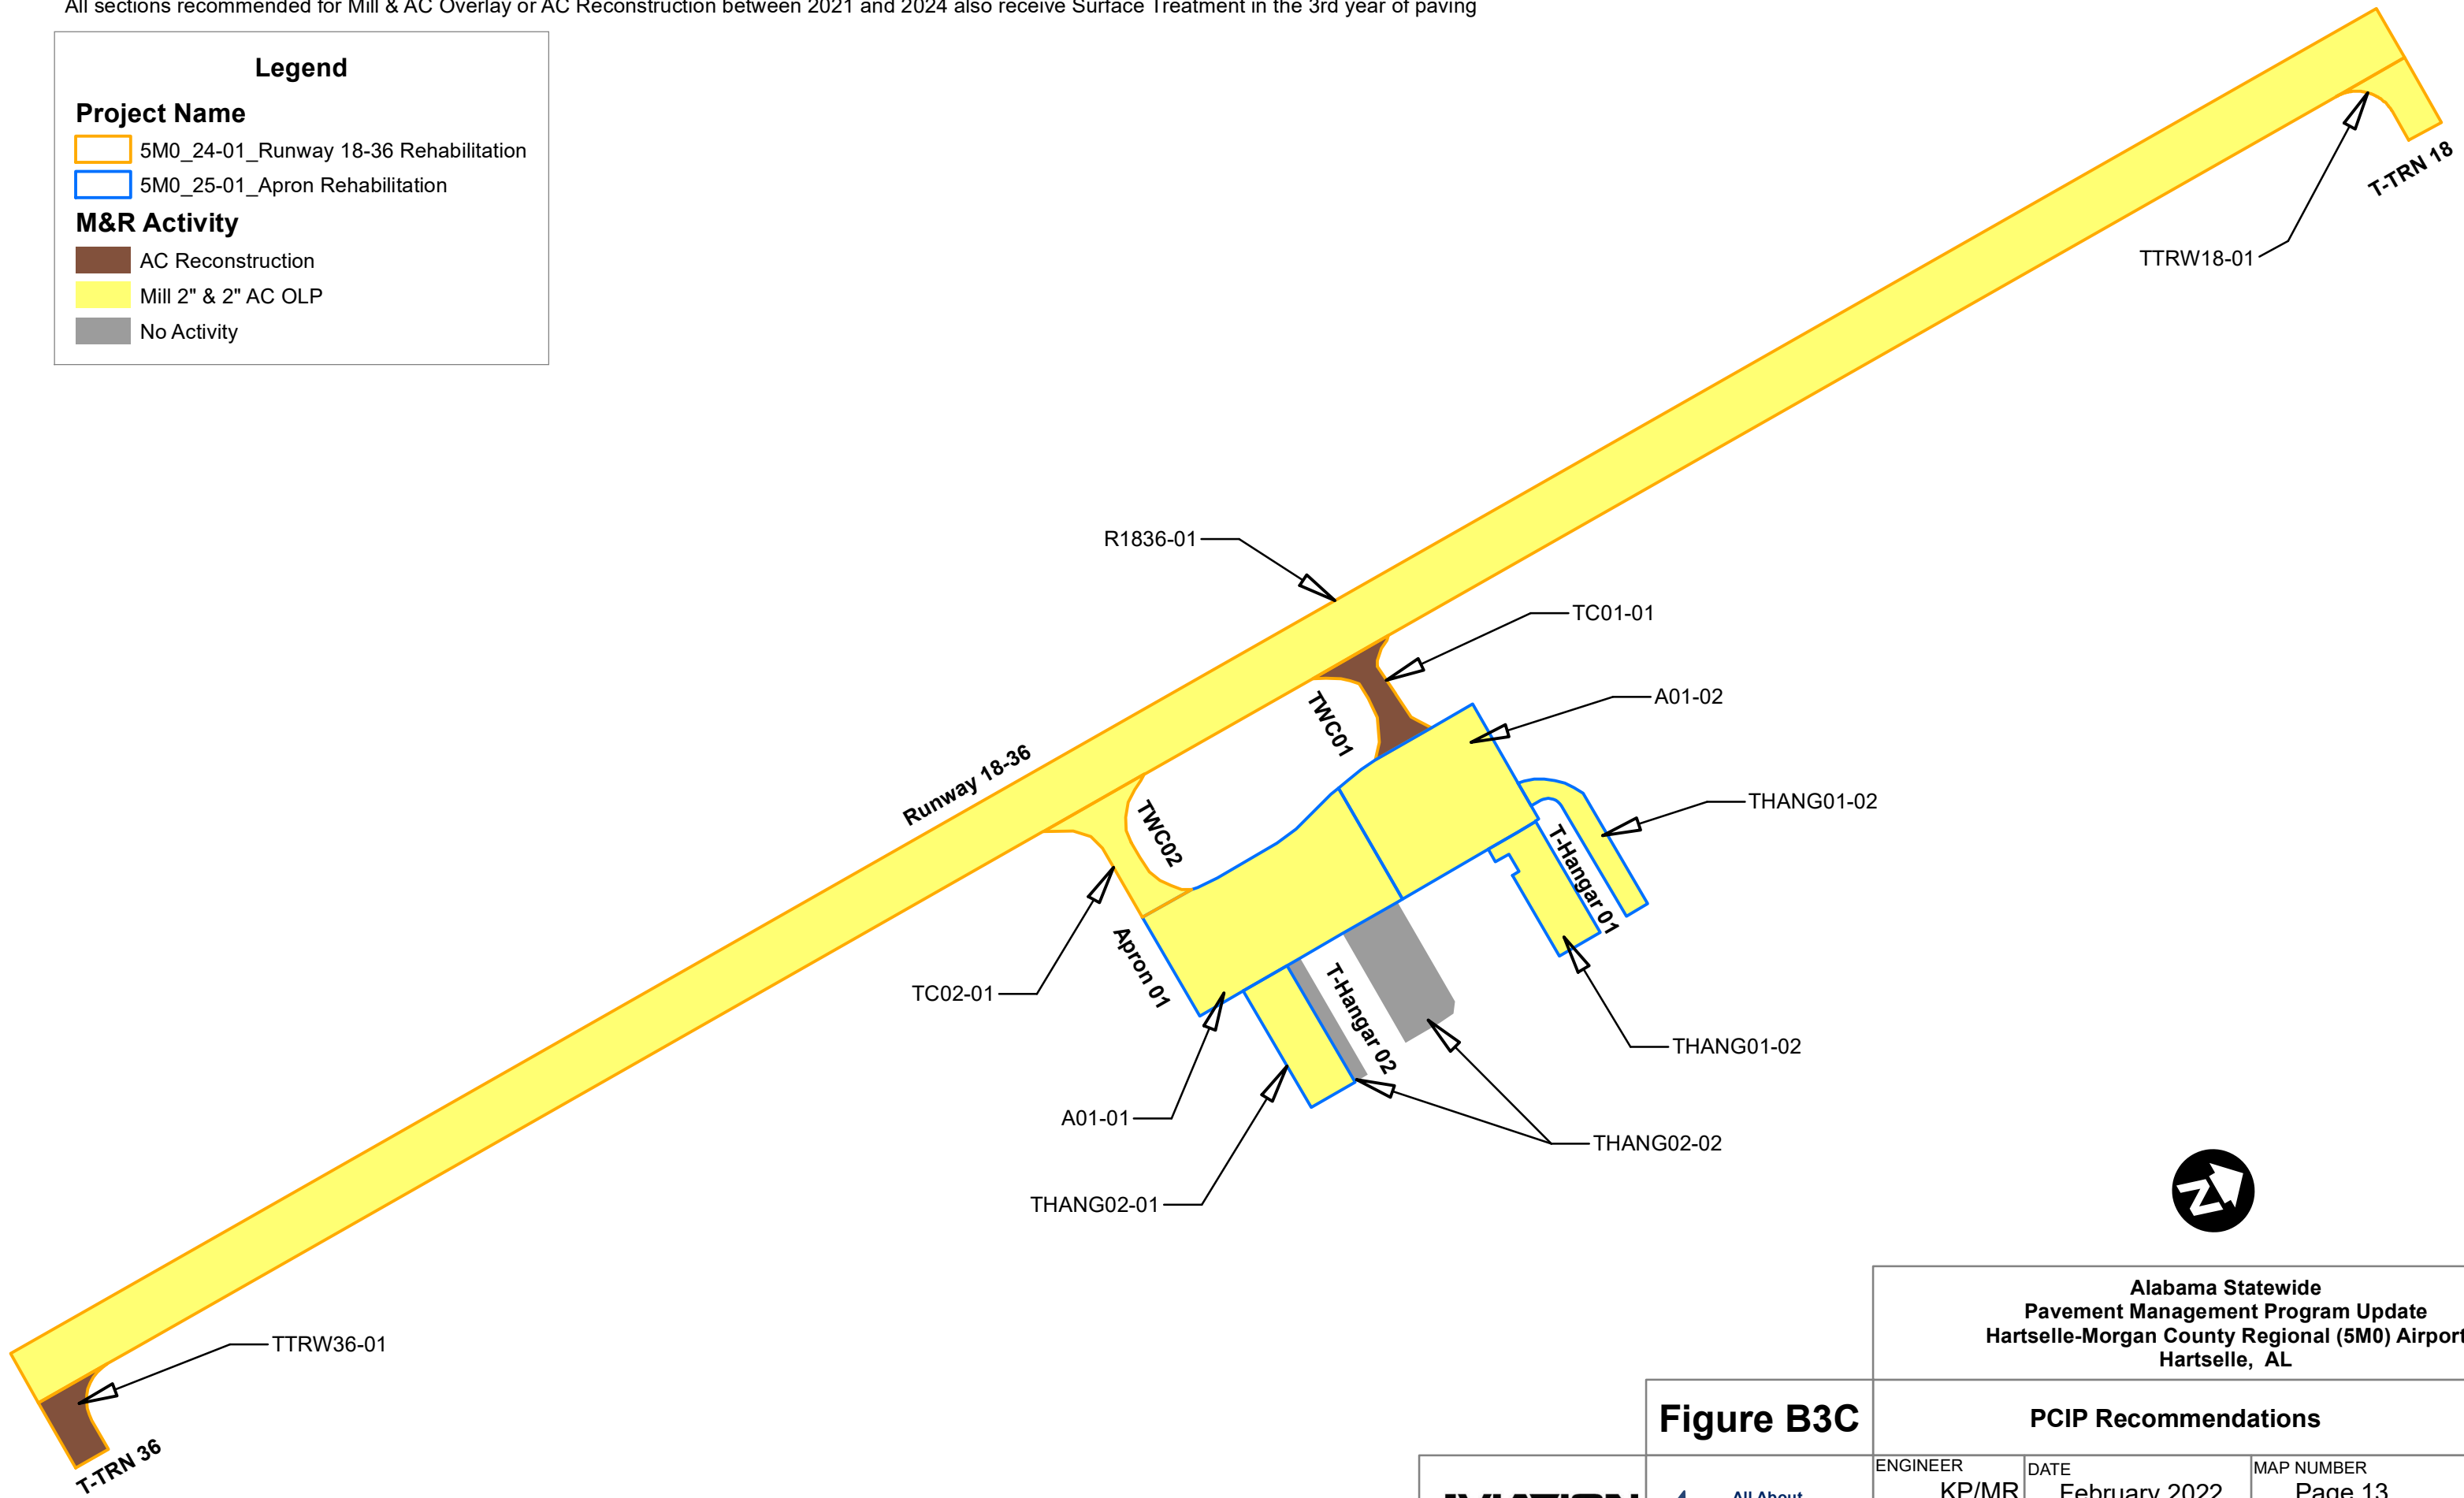 All sections recommended for Mill & AC Overlay or AC Reconstruction between 2021 and 2024 also receive Surface Treatment in the 3rd year of paving
Legend
Project Name
5M0_24-01_Runway 18-36 Rehabilitation
5M0_25-01_Apron Rehabilitation
M&R Activity
AC Reconstruction
Mill 2" & 2" AC OLP
No Activity
T-TRN 18
TTRW18-01
R1836-01
TC01-01
A01-02
TWC01
Runway 18-36
THANG01-02
TWC02
T-Hangar 01
Apron 01
TC02-01
T-Hangar 02
THANG01-02
A01-01
THANG02-02
THANG02-01
TTRW36-01
T-TRN 36
N
Alabama Statewide
Pavement Management Program Update
Hartselle-Morgan County Regional (5M0) Airport
Hartselle, AL
Figure B3C
PCIP Recommendations
ENGINEER
KP/MR
DATE
February 2022
MAP NUMBER
Page 13
All About